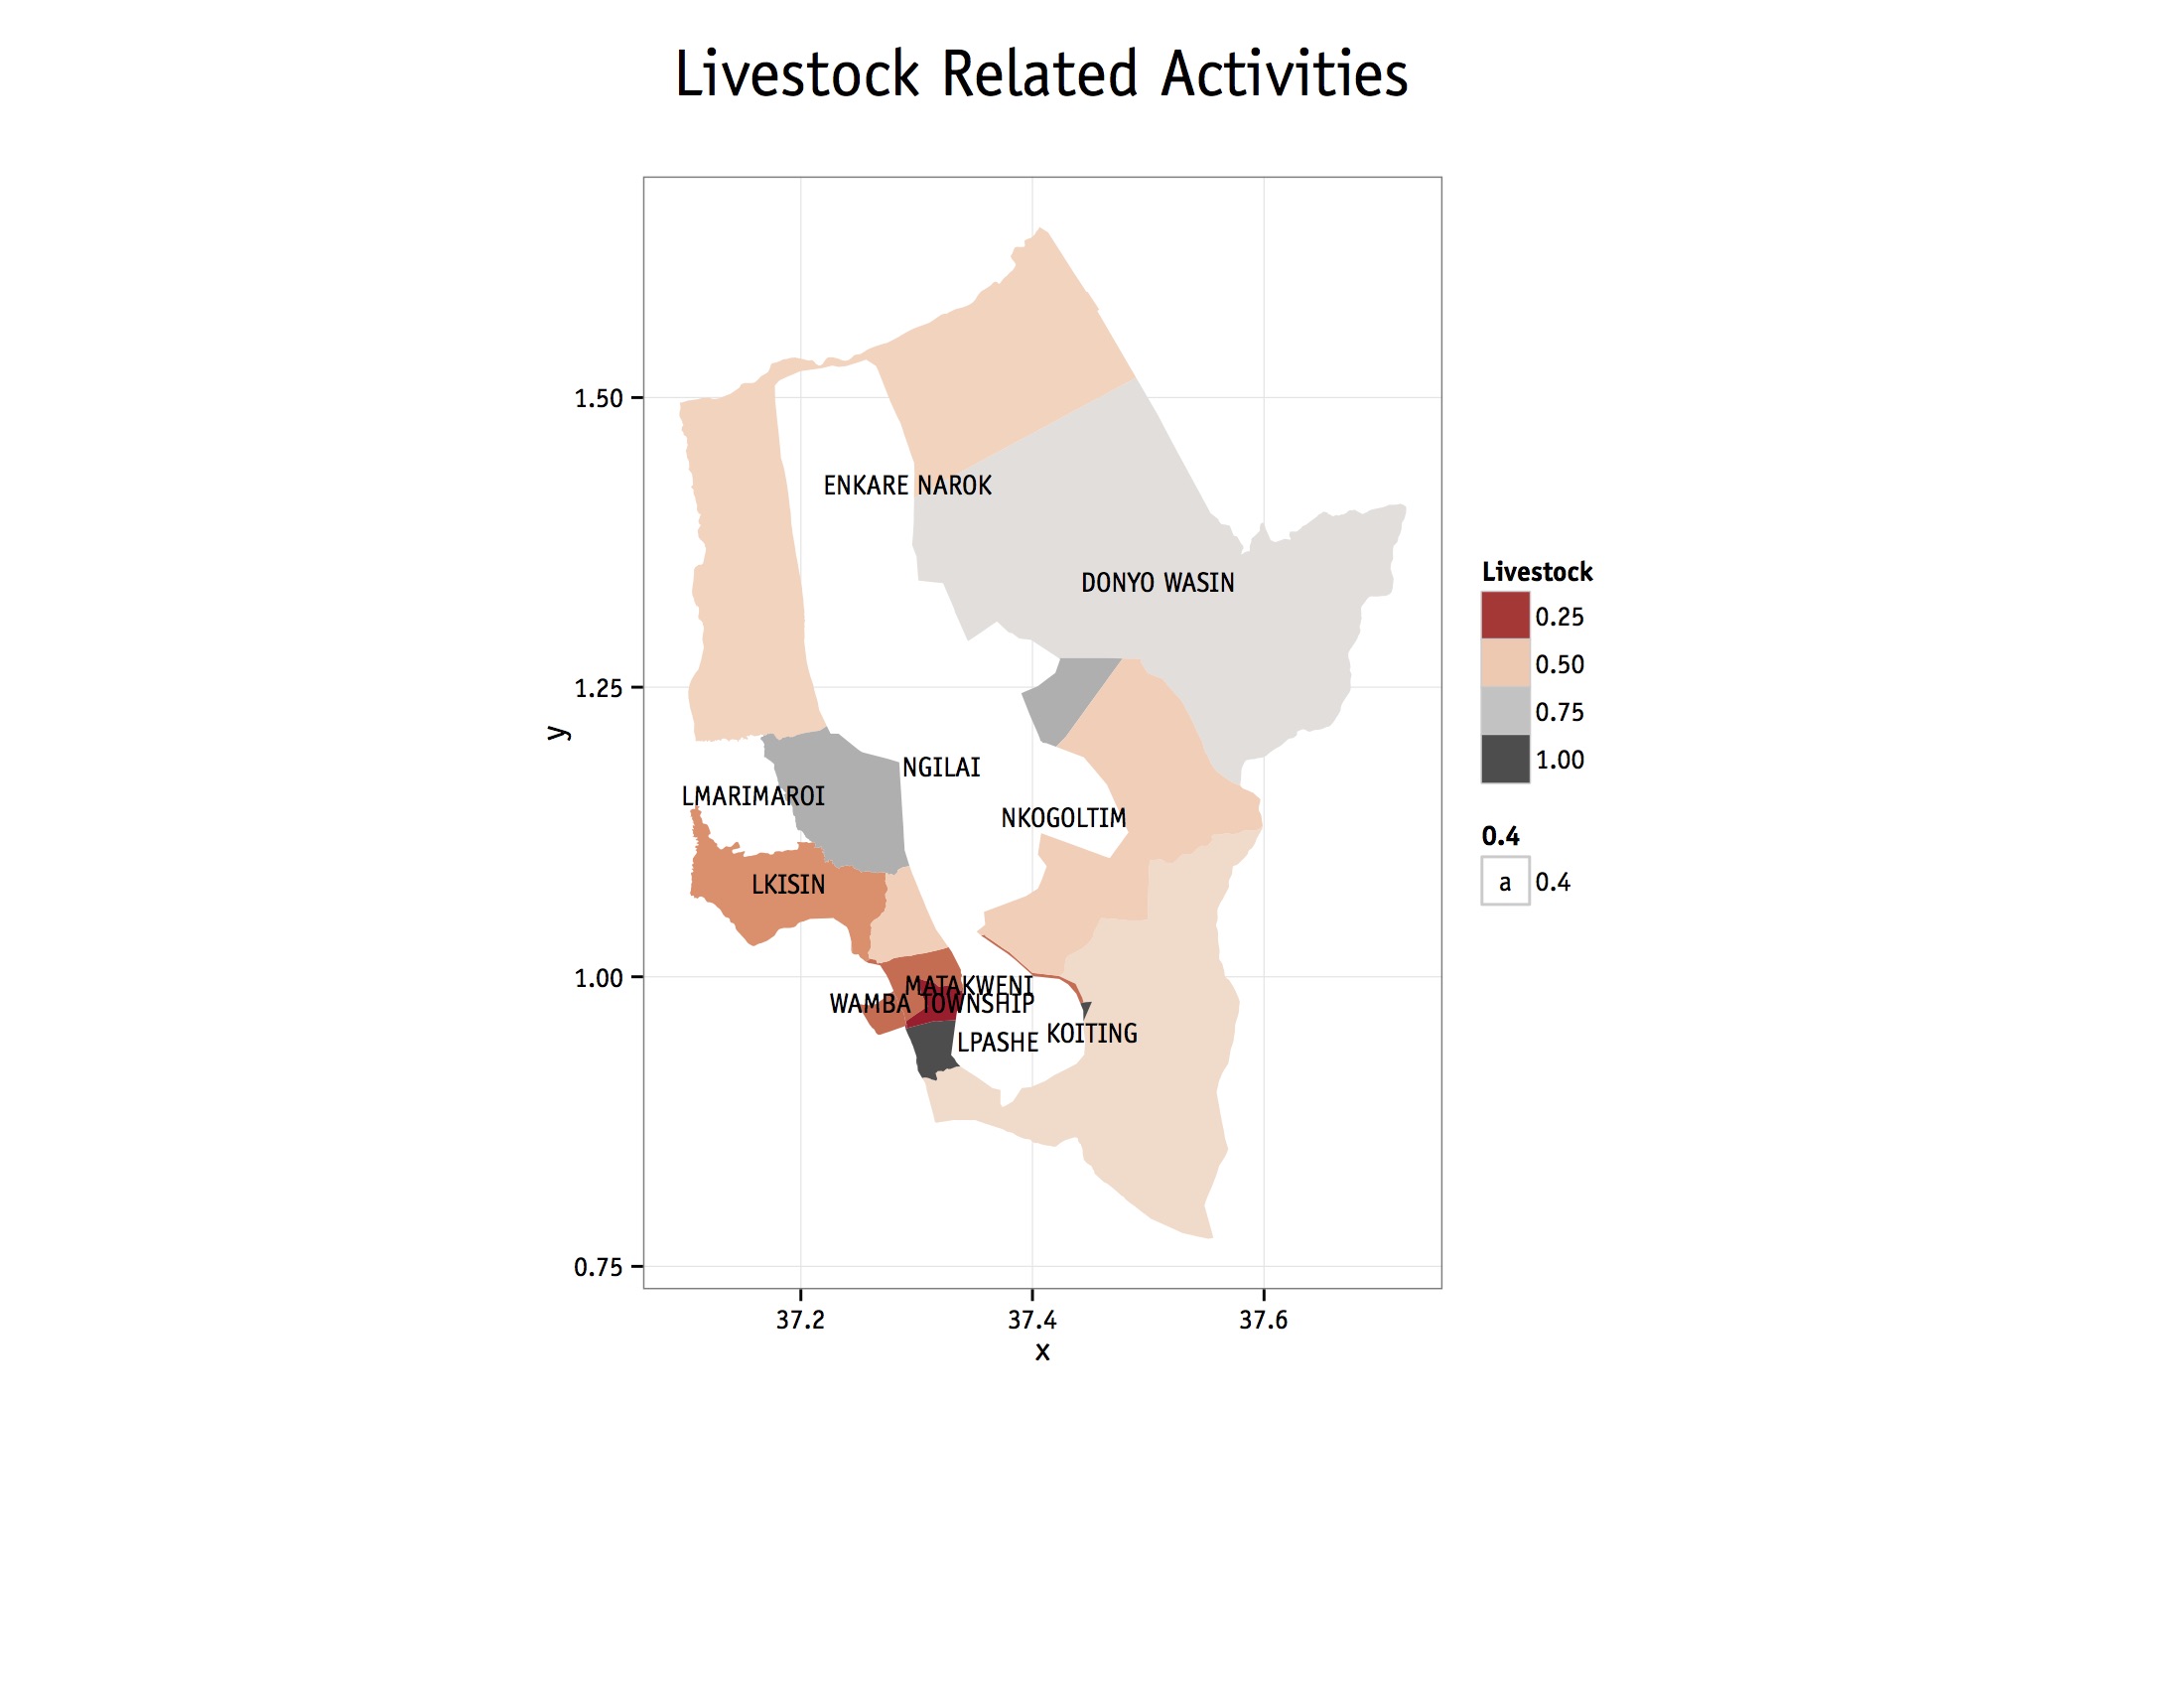 Livestock Related Activities
1.50
1.25
1.00
0.75
y
ENKARE NAROK
DONYO WASIN
NGILAI
LMARIMAROI
NKOGOLTIM
LKISIN
MATAKWENI
WAMBA TOWNSHIP
KOITING
LPASHE
37.2
37.4
37.6
x
Livestock
0.25
0.50
0.75
1.00
0.4
a 0.4